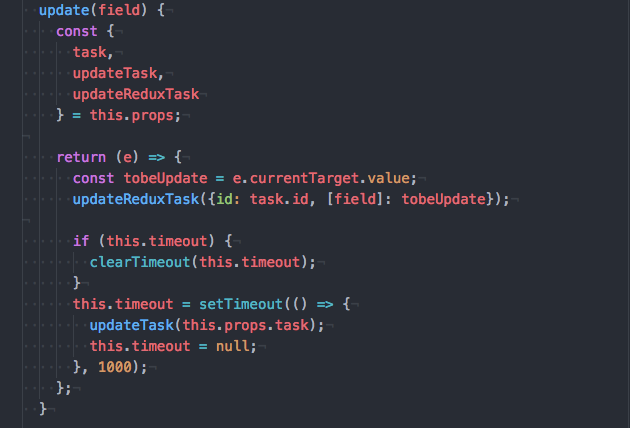 update(field) {
  const {
    task,
    updateTask,
    updateReduxTask
  } = this.props;

  return (e) => {
    const tobeUpdate = e.currentTarget.value;
    updateReduxTask({id: task.id, [field]: tobeUpdate});

    if (this.timeout) {
      clearTimeout(this.timeout);
    }
    this.timeout = setTimeout(() => {
      updateTask(this.props.task);
      this.timeout = null;
    }, 1000);
  };
}